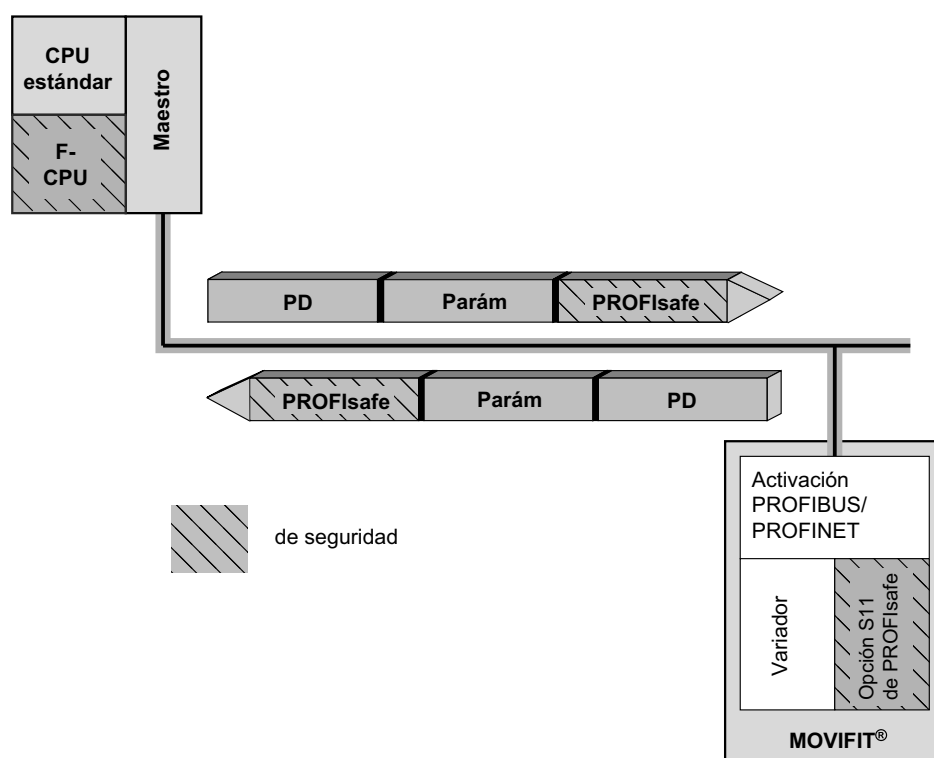 CPU
estándar
Maestro
F-
CPU
PD
Parám
PROFIsafe
PROFIsafe
Parám
PD
de seguridad
Activación
PROFIBUS/
PROFINET
Variador
Opción S11
de PROFIsafe
MOVIFIT®